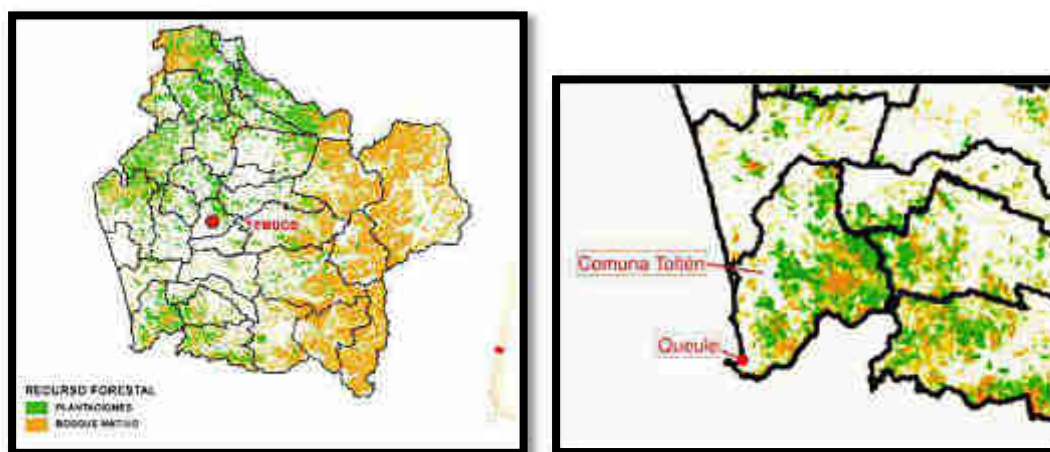 Temuco
RECURSO FORESTAL
PLANTACIONES
BOSQUE NATIVO
Comuna Toltén
Queule